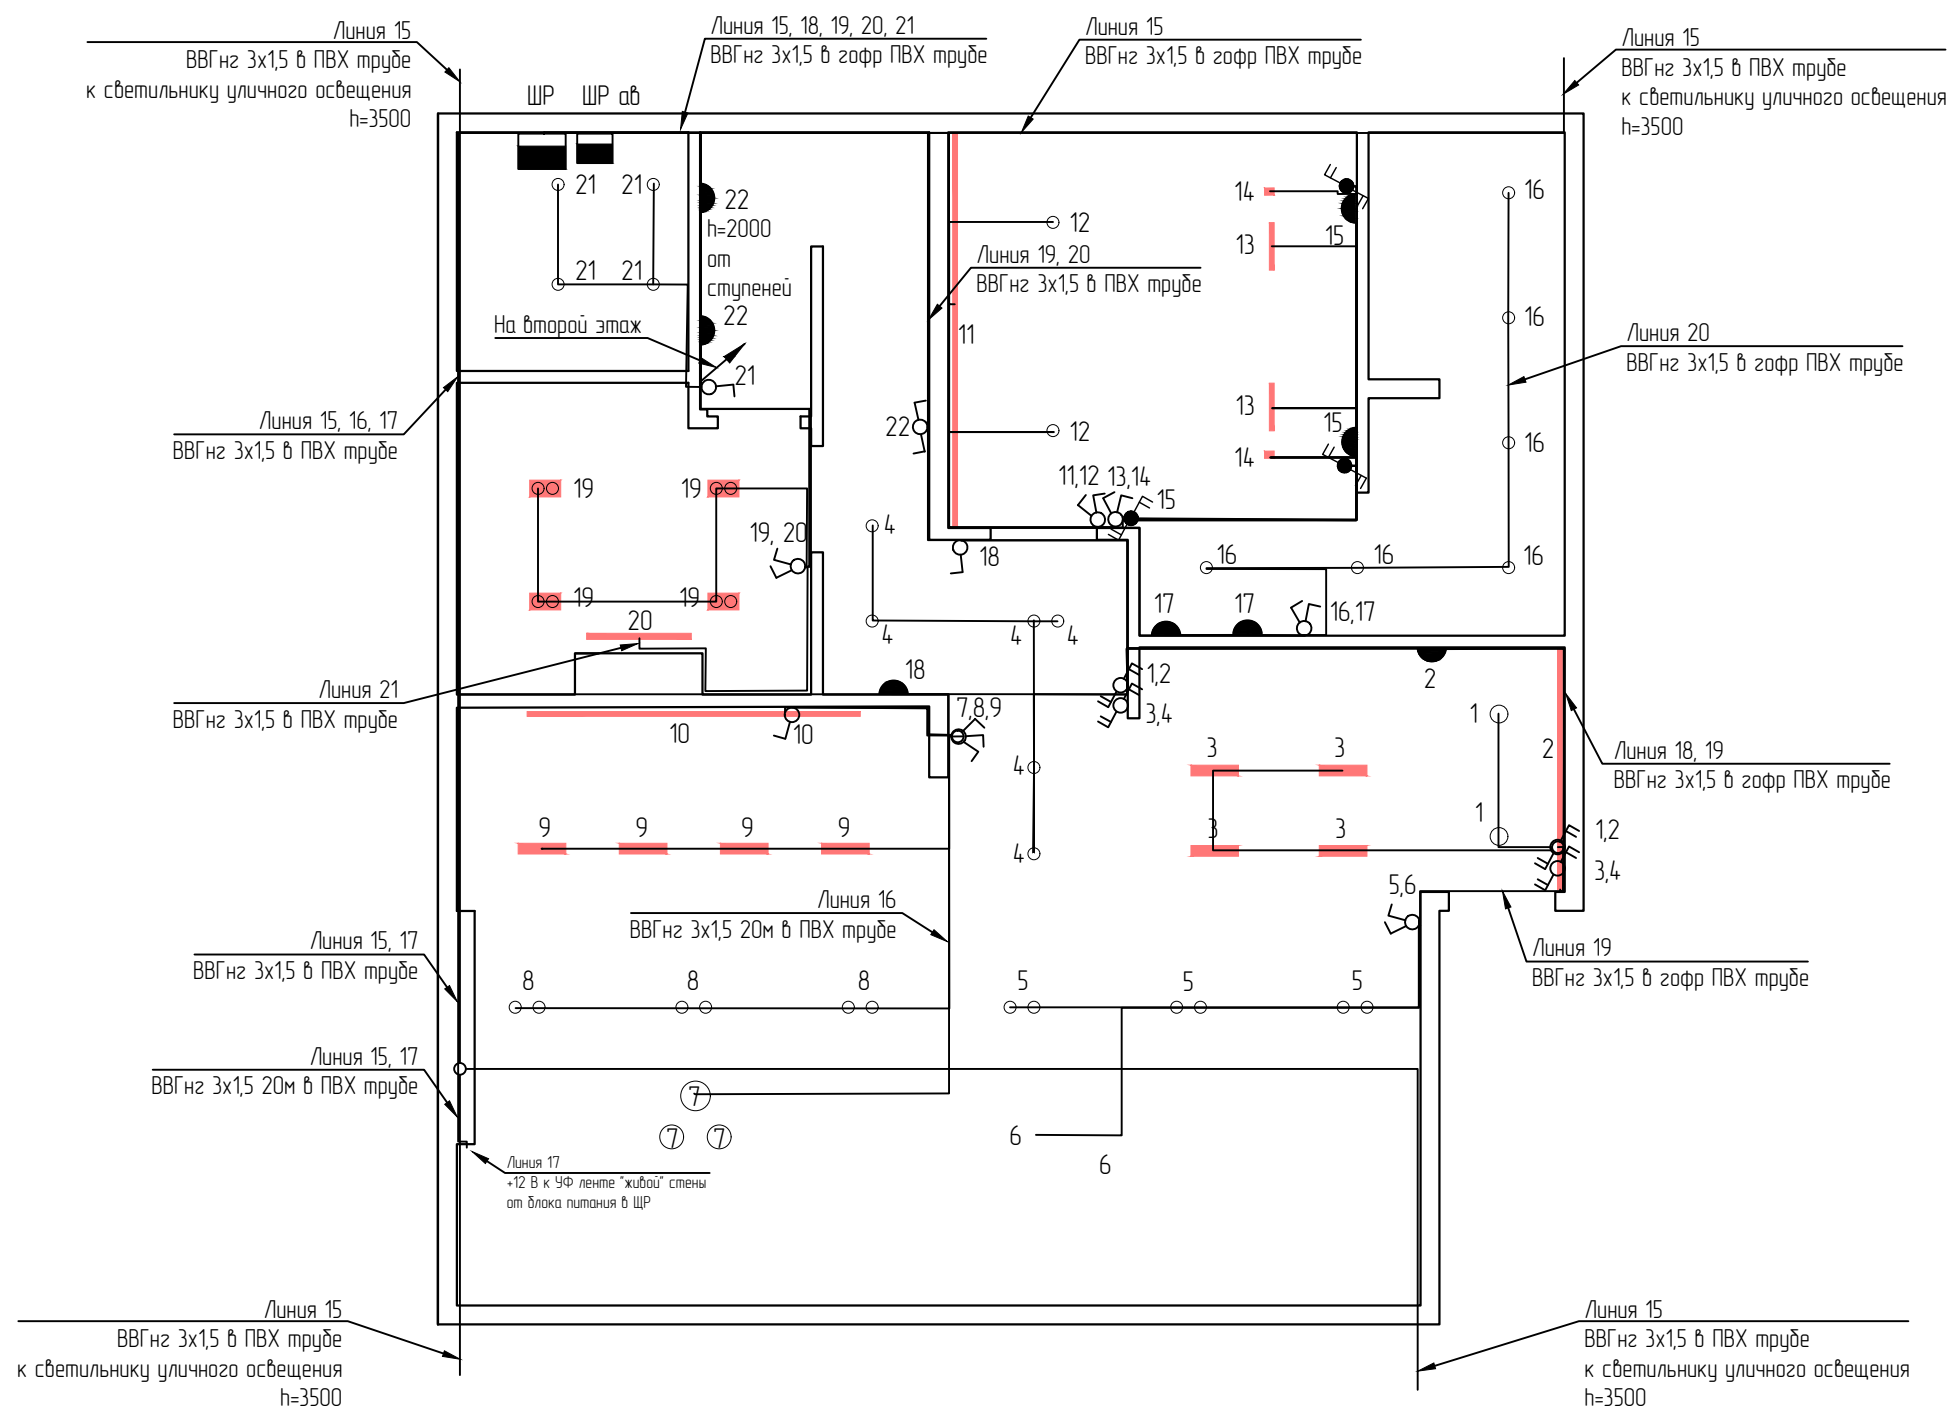 Линия 15
ВВГнг 3х1,5 в ПВХ трубе
к светильнику уличного освещения
h=3500
Линия 15, 18, 19, 20, 21
ВВГнг 3х1,5 в гофр ПВХ трубе
Линия 15
ВВГнг 3х1,5 в гофр ПВХ трубе
Линия 15
ВВГнг 3х1,5 в ПВХ трубе
к светильнику уличного освещения
h=3500
ШР
ШР ав
21
21
21
21
22
h=2000
от
ступеней
22
На второй этаж
21
12
Линия 19, 20
ВВГнг 3х1,5 в ПВХ трубе
11
12
14
13
15
13
15
14
16
16
16
16
16
16
Линия 20
ВВГнг 3х1,5 в гофр ПВХ трубе
Линия 15, 16, 17
ВВГнг 3х1,5 в ПВХ трубе
22
11,12
13,14
15
19
19
19, 20
19
19
20
4
4
4
4
18
17
17
16,17
Линия 21
ВВГнг 3х1,5 в ПВХ трубе
18
1,2
3,4
2
10
10
7,8,9
4
4
3
3
3
3
1
1
2
Линия 18, 19
ВВГнг 3х1,5 в гофр ПВХ трубе
1,2
3,4
9
9
9
9
5,6
Линия 16
ВВГнг 3х1,5 20м в ПВХ трубе
Линия 15, 17
ВВГнг 3х1,5 в ПВХ трубе
Линия 19
ВВГнг 3х1,5 в гофр ПВХ трубе
8
8
8
5
5
5
Линия 15, 17
ВВГнг 3х1,5 20м в ПВХ трубе
7
7
7
6
6
Линия 17
+12 В к УФ ленте "живой" стены
от блока питания в ЩР
Линия 15
ВВГнг 3х1,5 в ПВХ трубе
к светильнику уличного освещения
h=3500
Линия 15
ВВГнг 3х1,5 в ПВХ трубе
к светильнику уличного освещения
h=3500